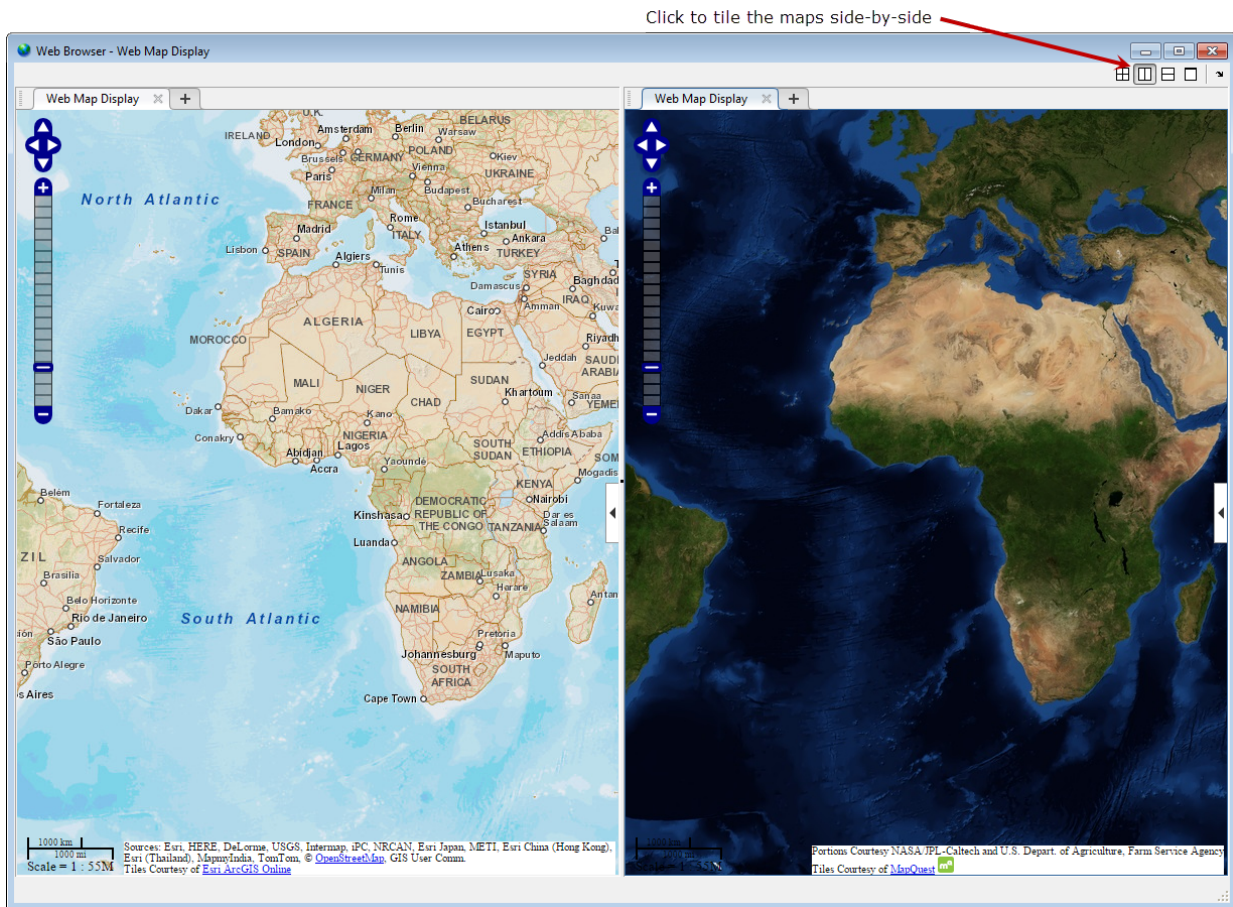 Click to tile the maps side-by-side
Web Browser - Web Map Display
Web Map Display
Web Map Display
U.K.
BELARUS
IRELAND
Amsterdam
Berlin
Warsaw
London
Brussels
GERMANY
POLAND
Kiev
Paris
Vienna
UKRAINE
Milan
Budapest
FRANCE
Bucharest
North Atlantic
Madrid
Rome
Istanbul
ITALY
Lisbon
SPAIN
Algiers
Athens
Ankara
TURKEY
Tunis
SYRIA
Damascus
Baghdad
Amman
IRAQ
Kuwa
Cairo
ALGERIA
LIBYA
EGYPT
MOROCCO
Riyadh
Jeddah
SAUDI
ARABIA
MALI
NIGER
SUDAN
CHAD
Khartoum
Sanaa
YEMEN
Dakar
Bamako
Kano
Conakry
NIGERIA
Addis Ababa
Abidjan
Lagos
SOUTH
SUDAN
ETHIOPIA
Accra
Yaoundé
SOM
Mogadis
KENYA
Belém
Fortaleza
DEMOCRATIC
REPUBLIC OF
THE CONGO
Nairobi
Kinshasa
Dar es
Salaam
TANZANIA
Recife
Luanda
ZIL
Salvador
ANGOLA
Brasilia
ZAMBIA
Lusaka
Harare
Belo Horizonte
NAMIBIA
Antan
Rio de Janeiro
South Atlantic
São Paulo
Pretoria
Johannesburg
Maputo
Pôrto Alegre
SOUTH
AFRICA
s Aires
Cape Town
1000 km
1000 mi
Scale = 1 : 55M
Sources: Esri, HERE, DeLorme, USGS, Intermap, iPC, NRCAN, Esri Japan, METI, Esri China (Hong Kong),
Esri (Thailand), MapmyIndia, TomTom, © OpenStreetMap, GIS User Comm.
Tiles Courtesy of Esri ArcGIS Online
Portions Courtesy NASA/JPL-Caltech and U.S. Depart. of Agriculture, Farm Service Agency
Tiles Courtesy of MapQuest